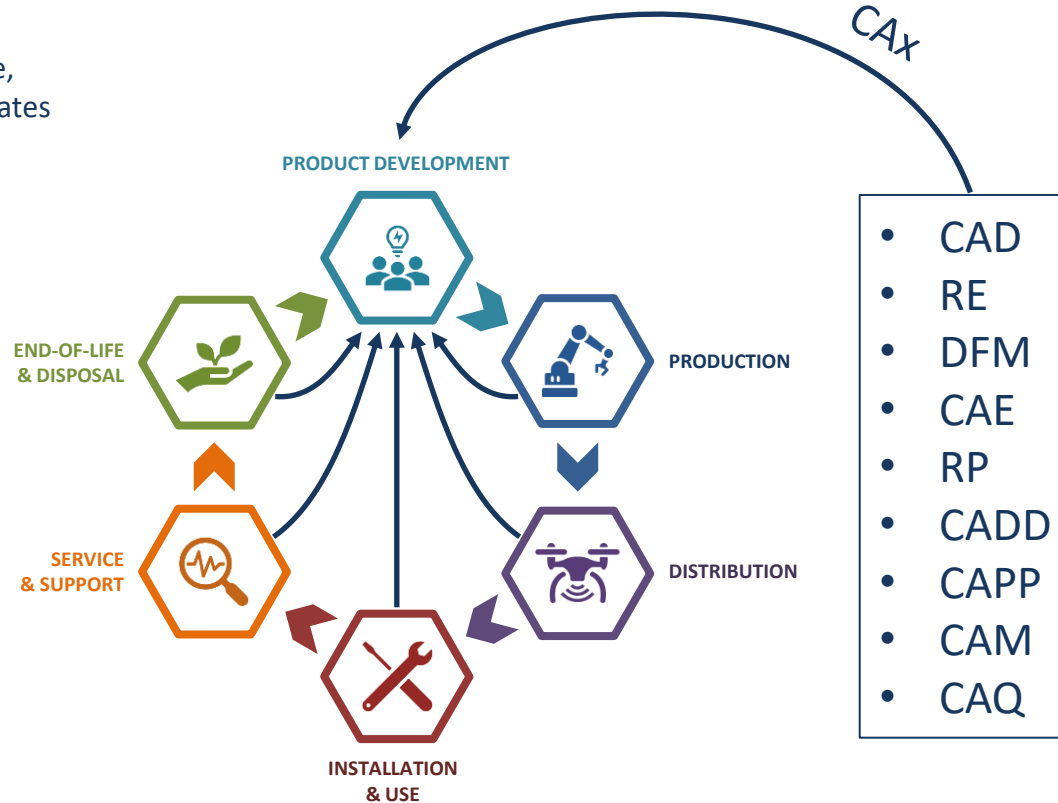 e,
ates
CAx
PRODUCT DEVELOPMENT
• CAD
• RE
• DFM
• CAE
• RP
• CADD
• CAPP
• CAM
• CAQ
END-OF-LIFE
& DISPOSAL
PRODUCTION
SERVICE
& SUPPORT
DISTRIBUTION
INSTALLATION
& USE